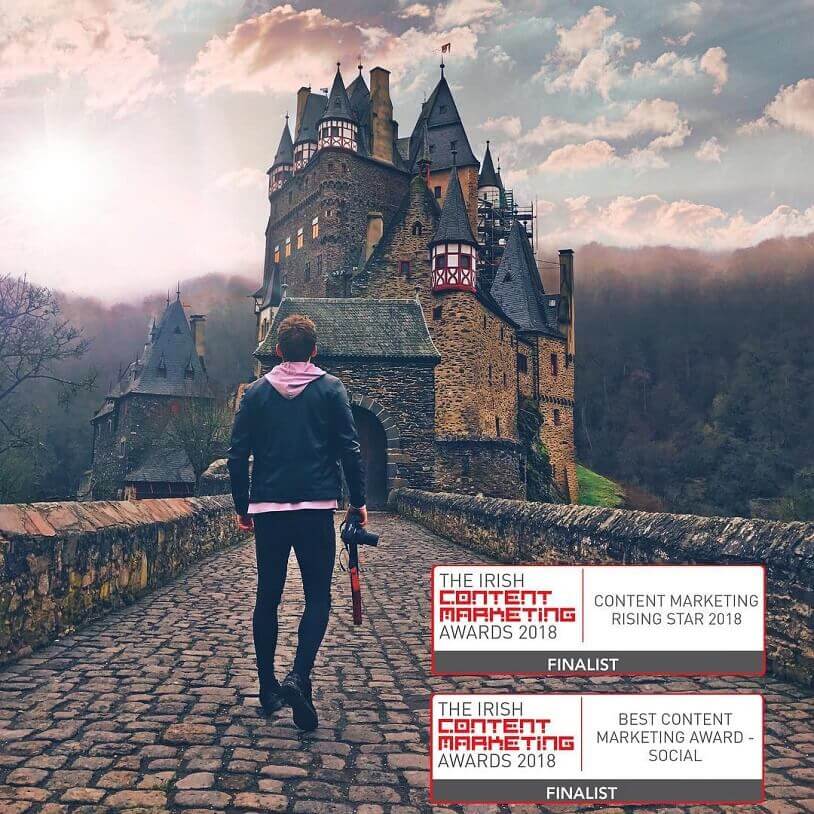 THE IRISH
CONTENT
MARKETING
AWARDS 2018
CONTENT MARKETING
RISING STAR 2018
FINALIST
THE IRISH
CONTENT
MARKETING
AWARDS 2018
BEST CONTENT
MARKETING AWARD -
SOCIAL
FINALIST